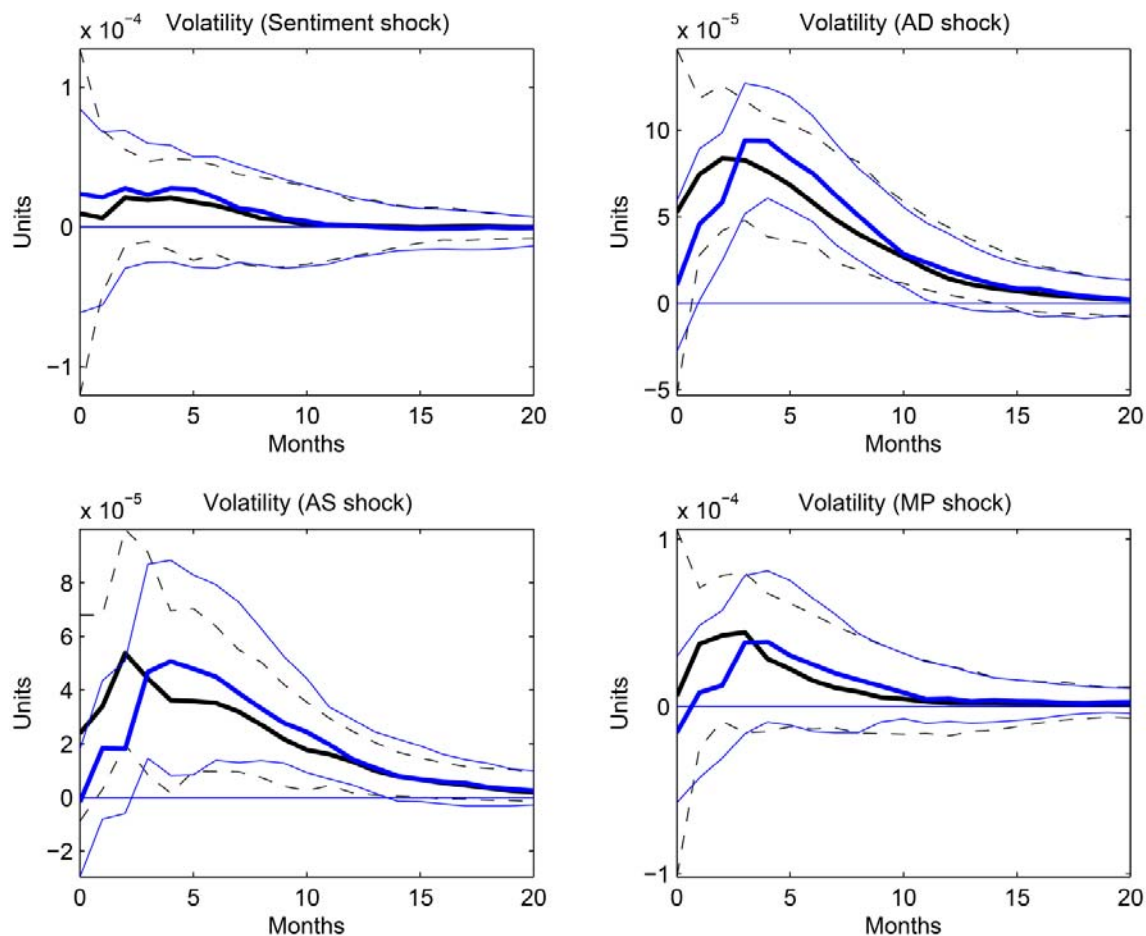 Volatility (Sentiment shock)
x 10⁻⁴
1
0
−1
Units
0 5 10 15 20
Months
Volatility (AD shock)
x 10⁻⁵
10
5
0
−5
Units
0 5 10 15 20
Months
Volatility (AS shock)
x 10⁻⁵
8
6
4
2
0
−2
Units
0 5 10 15 20
Months
Volatility (MP shock)
x 10⁻⁴
1
0
−1
Units
0 5 10 15 20
Months